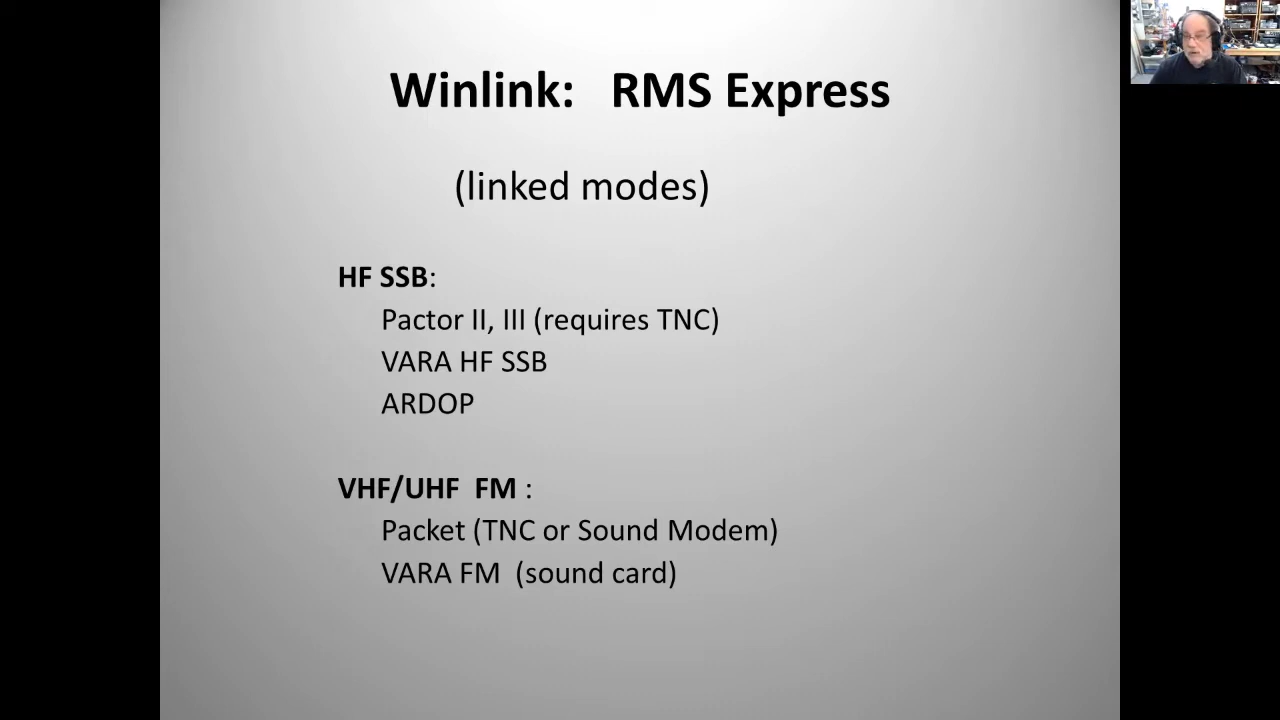 Winlink: RMS Express
(linked modes)
HF SSB:
Pactor II, III (requires TNC)
VARA HF SSB
ARDOP
VHF/UHF FM :
Packet (TNC or Sound Modem)
VARA FM (sound card)